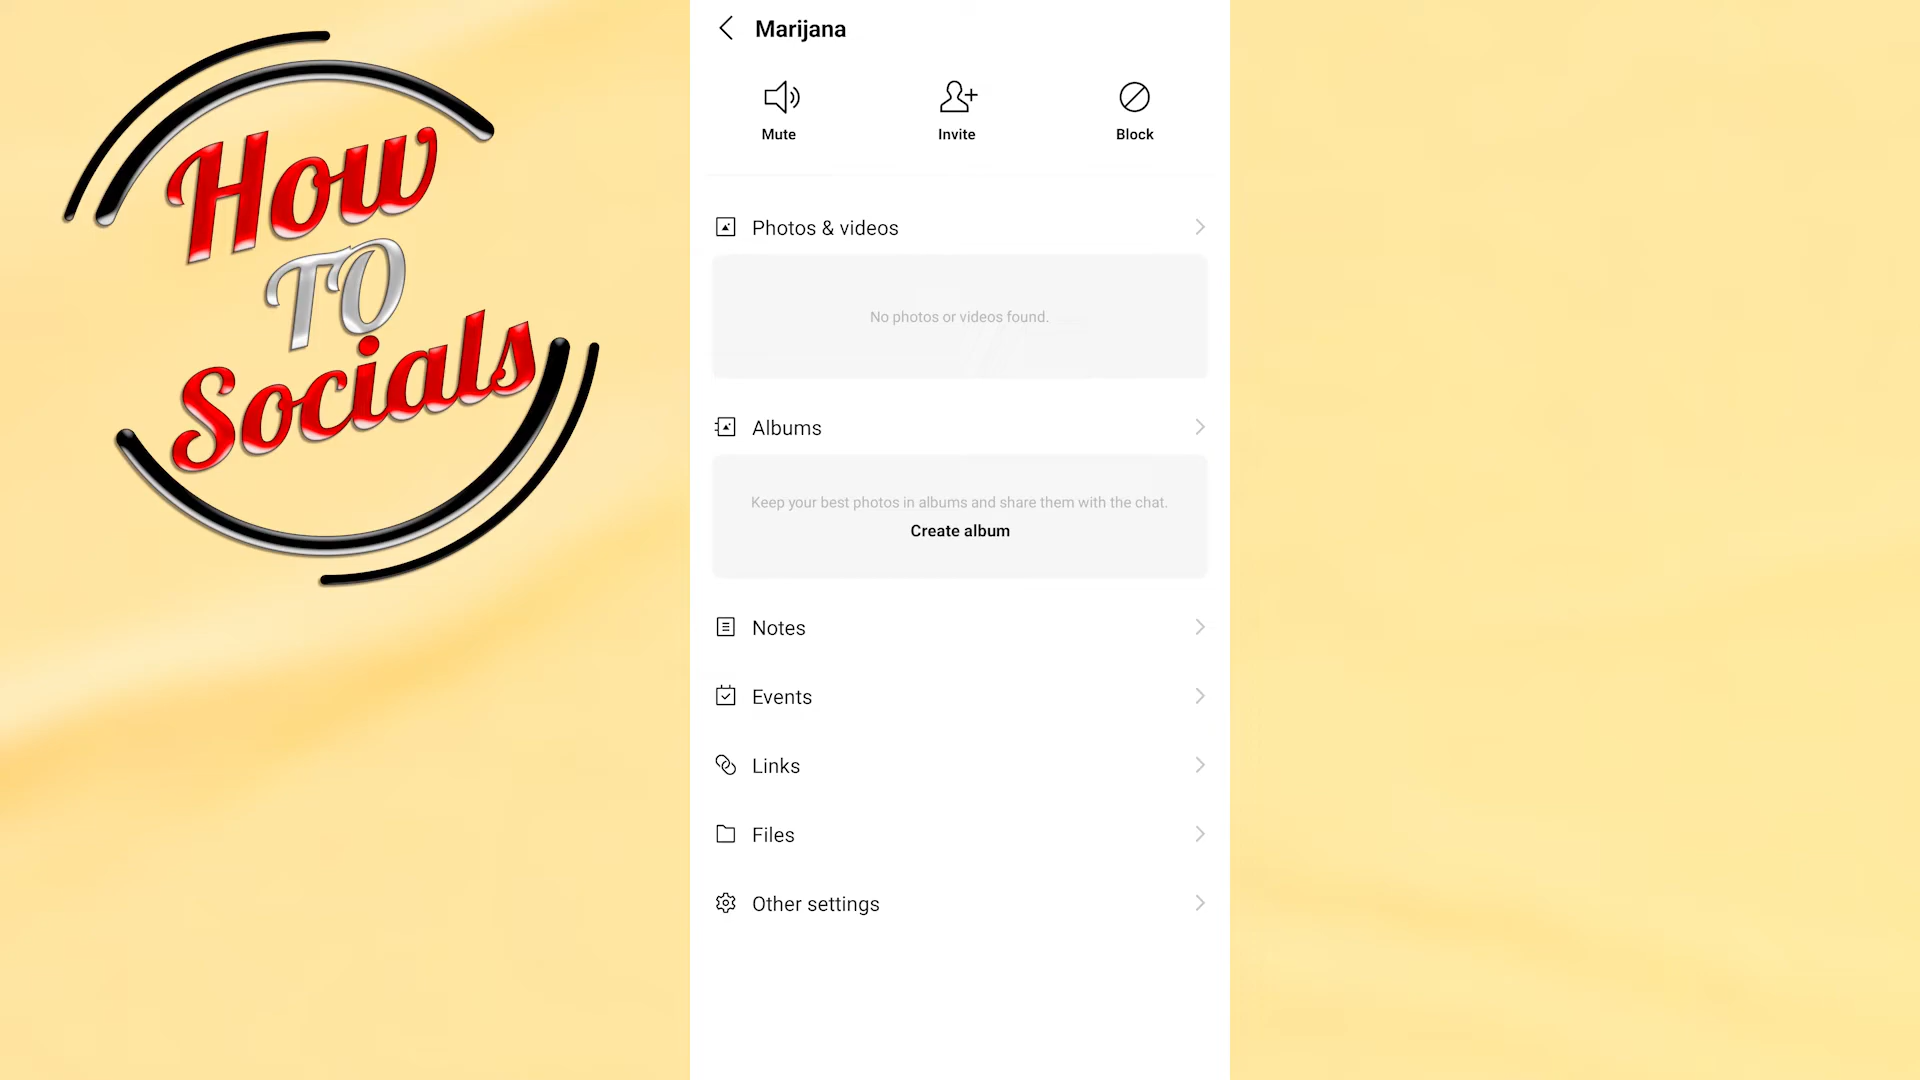 How
TO
Socials
Marijana
Mute
Invite
Block
Photos & videos
No photos or videos found.
Albums
Keep your best photos in albums and share them with the chat.
Create album
Notes
Events
Links
Files
Other settings